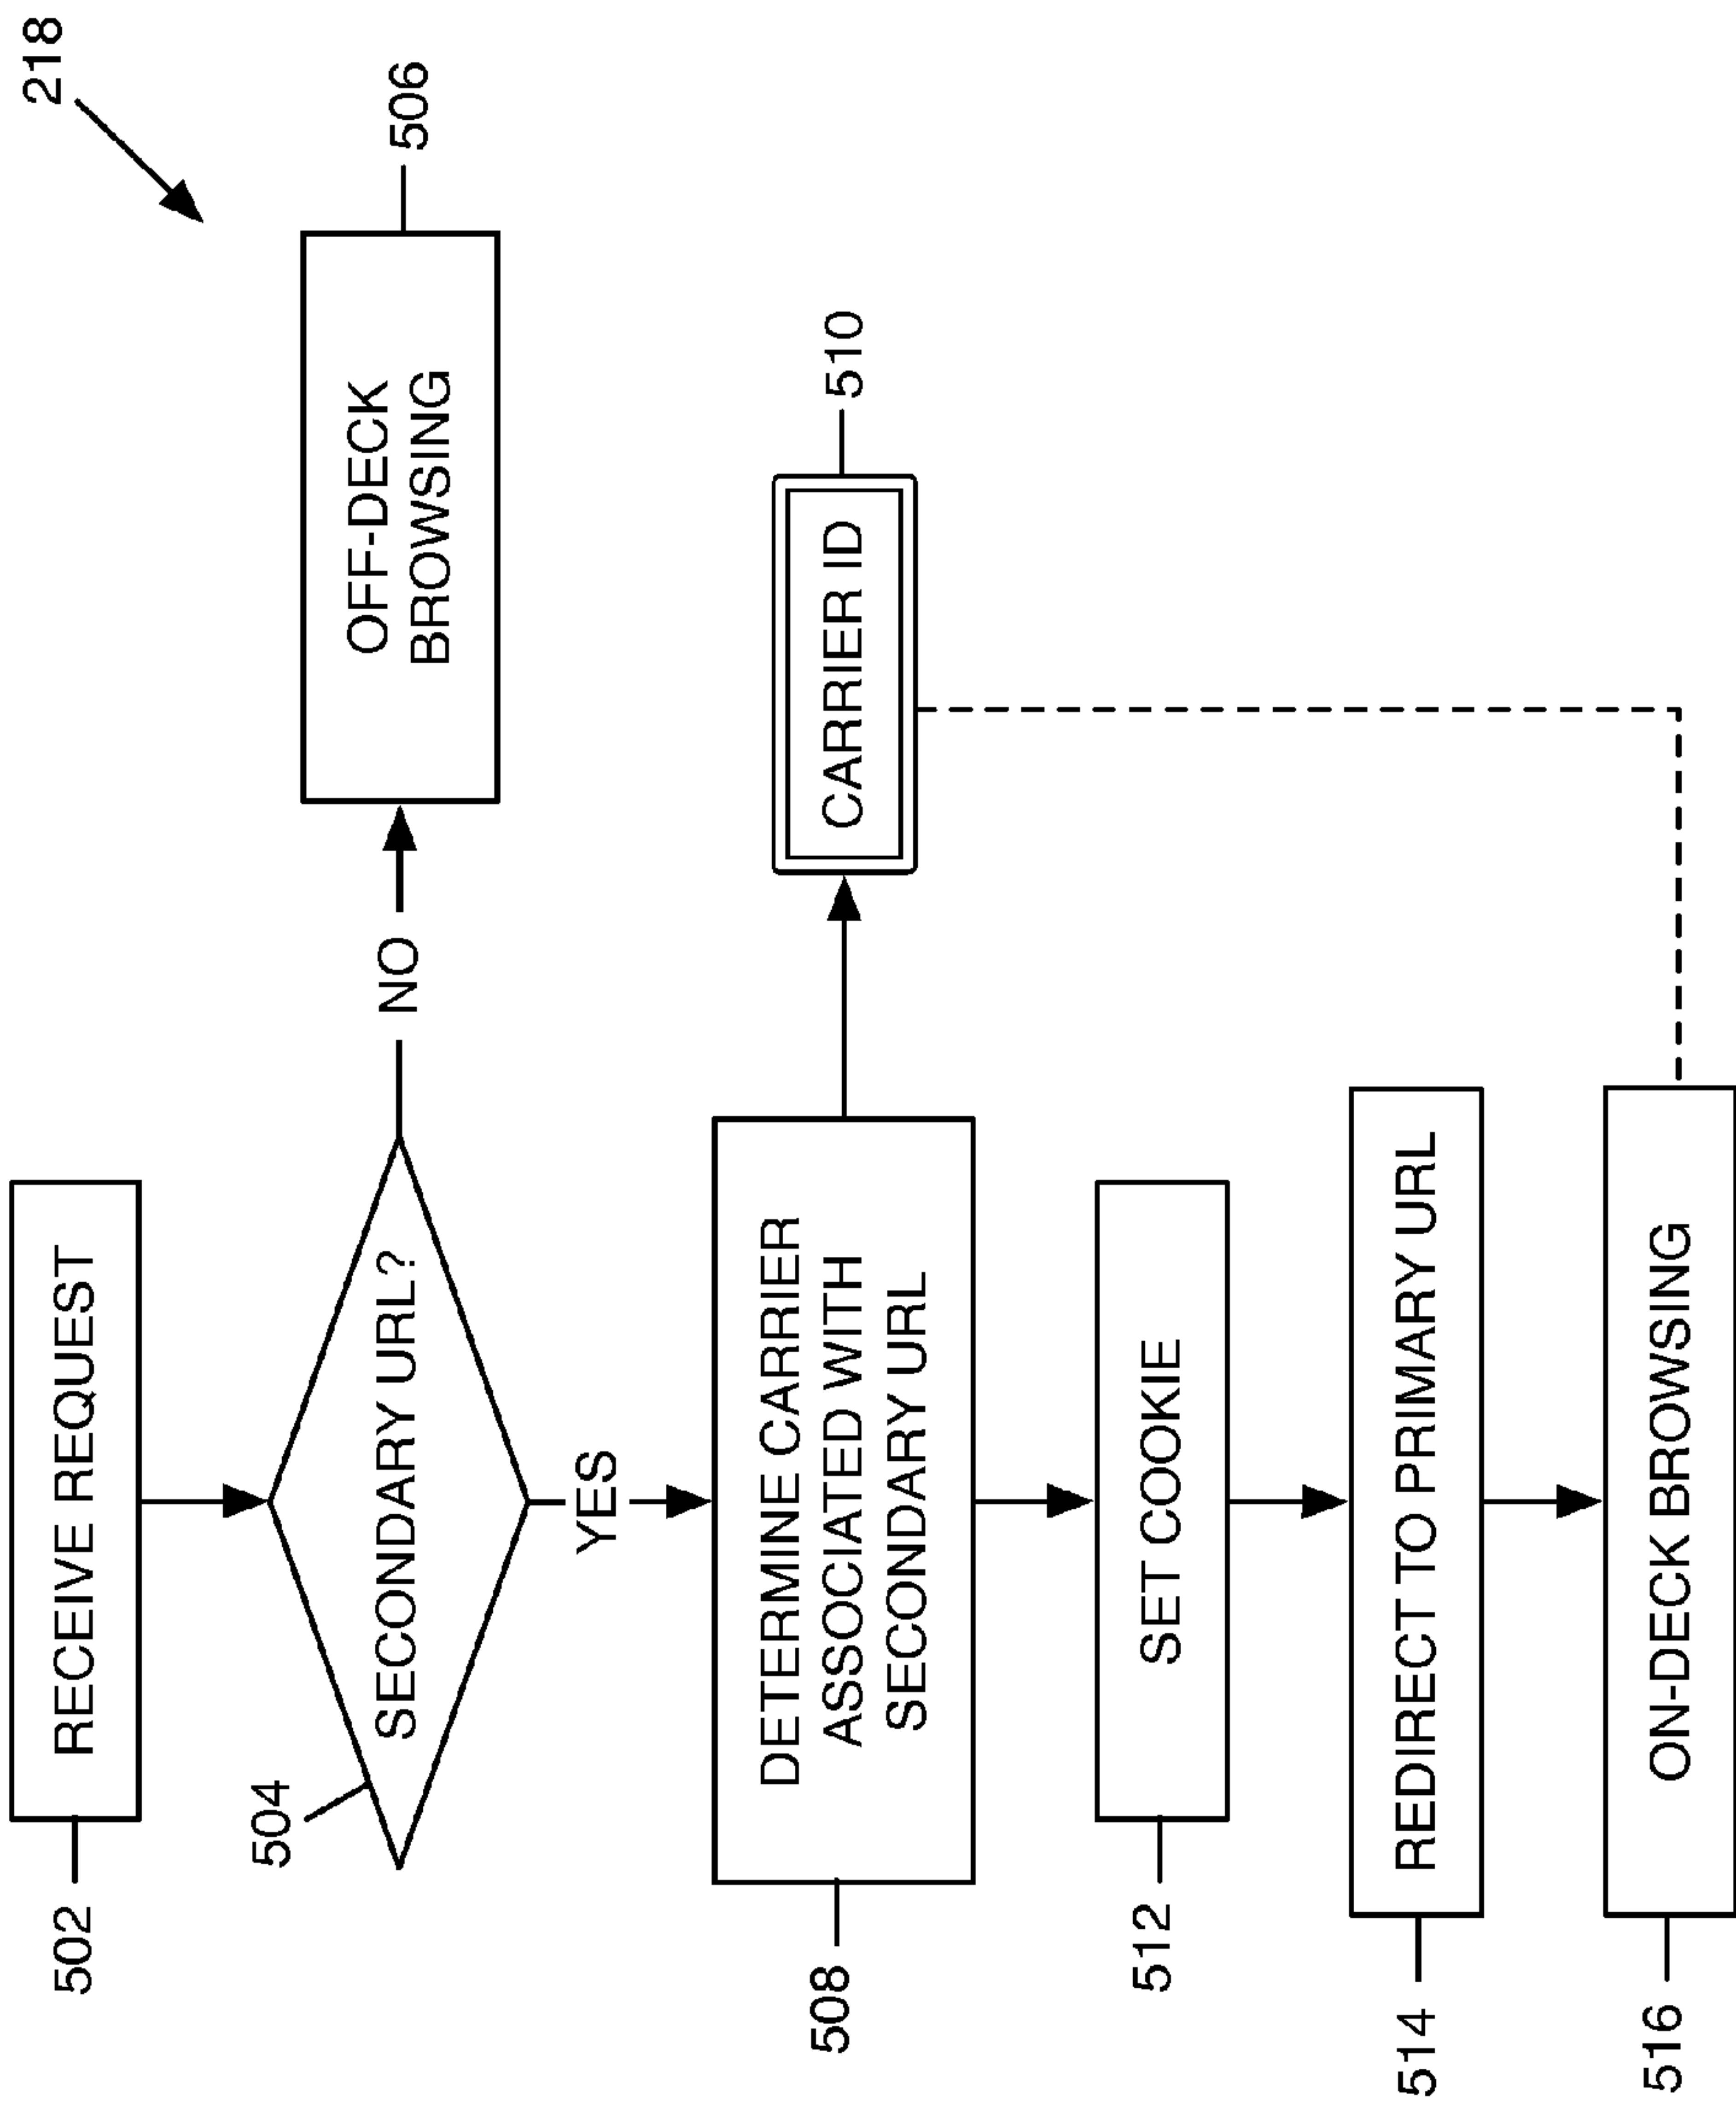 218
502
RECEIVE REQUEST
504
SECONDARY URL?
NO
OFF-DECK
BROWSING
506
YES
508
DETERMINE CARRIER
ASSOCIATED WITH
SECONDARY URL
CARRIER ID
510
512
SET COOKIE
514
REDIRECT TO PRIMARY URL
516
ON-DECK BROWSING